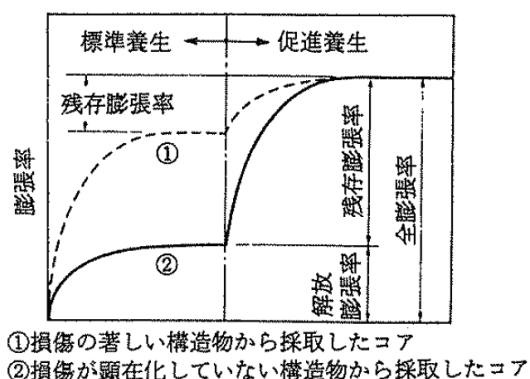 標準養生
促進養生
残存膨張率
①
膨張率
②
残存膨張率
解放
膨張率
全膨張率
①損傷の著しい構造物から採取したコア
②損傷が顕在化していない構造物から採取したコア